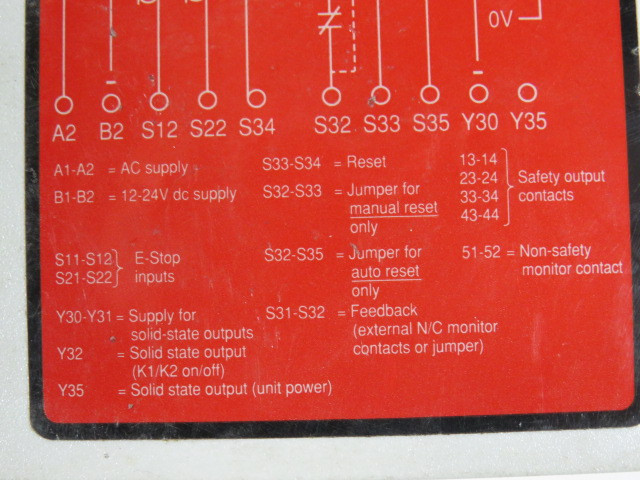 0V
A2 B2 S12 S22 S34 S32 S33 S35 Y30 Y35
A1-A2 = AC supply
B1-B2 = 12-24V dc supply
S11-S12 E-Stop
S21-S22 inputs
Y30-Y31 = Supply for
solid-state outputs
Y32 = Solid state output
(K1/K2 on/off)
Y35 = Solid state output (unit power)
S33-S34 = Reset
S32-S33 = Jumper for
manual reset
only
S32-S35 = Jumper for
auto reset
only
S31-S32 = Feedback
(external N/C monitor
contacts or jumper)
13-14
23-24 Safety output
33-34 contacts
43-44
51-52 = Non-safety
monitor contact